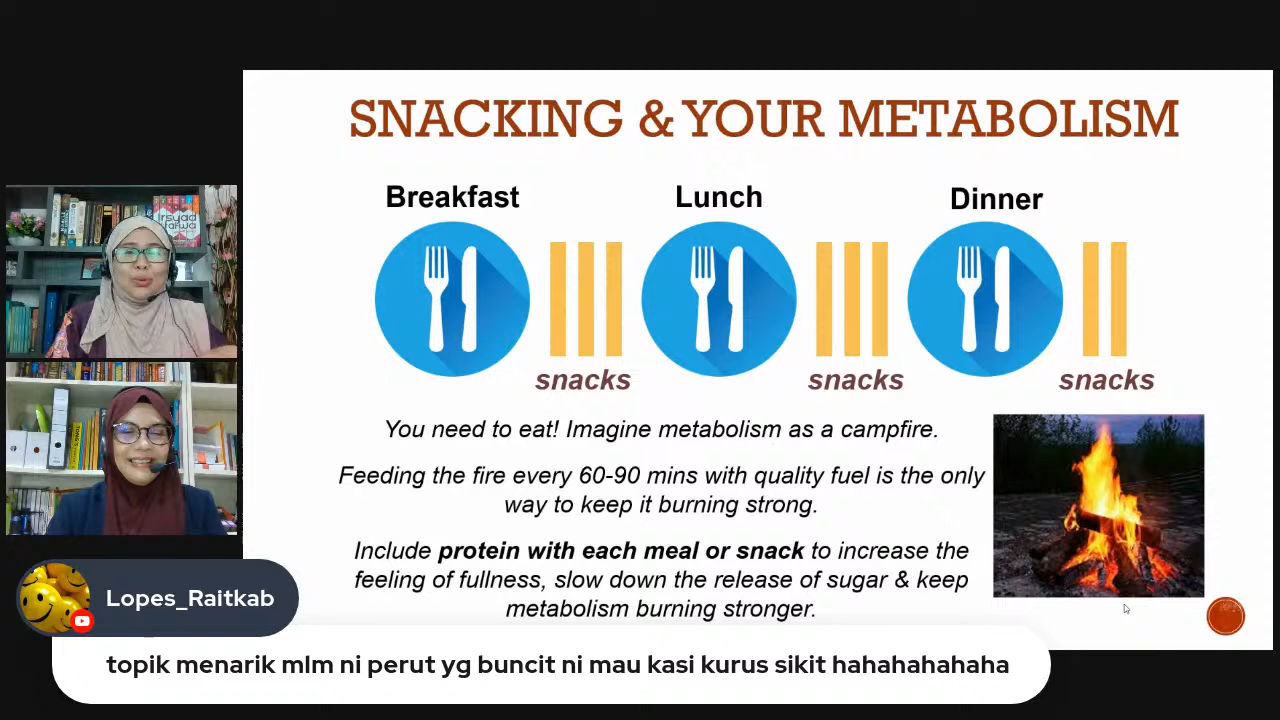 SNACKING & YOUR METABOLISM
Breakfast
Lunch
Dinner
snacks
snacks
snacks
You need to eat! Imagine metabolism as a campfire.
Feeding the fire every 60-90 mins with quality fuel is the only
way to keep it burning strong.
Include protein with each meal or snack to increase the
feeling of fullness, slow down the release of sugar & keep
metabolism burning stronger.
Lopes_Raitkab
topik menarik mlm ni perut yg buncit ni mau kasi kurus sikit hahahahahaha